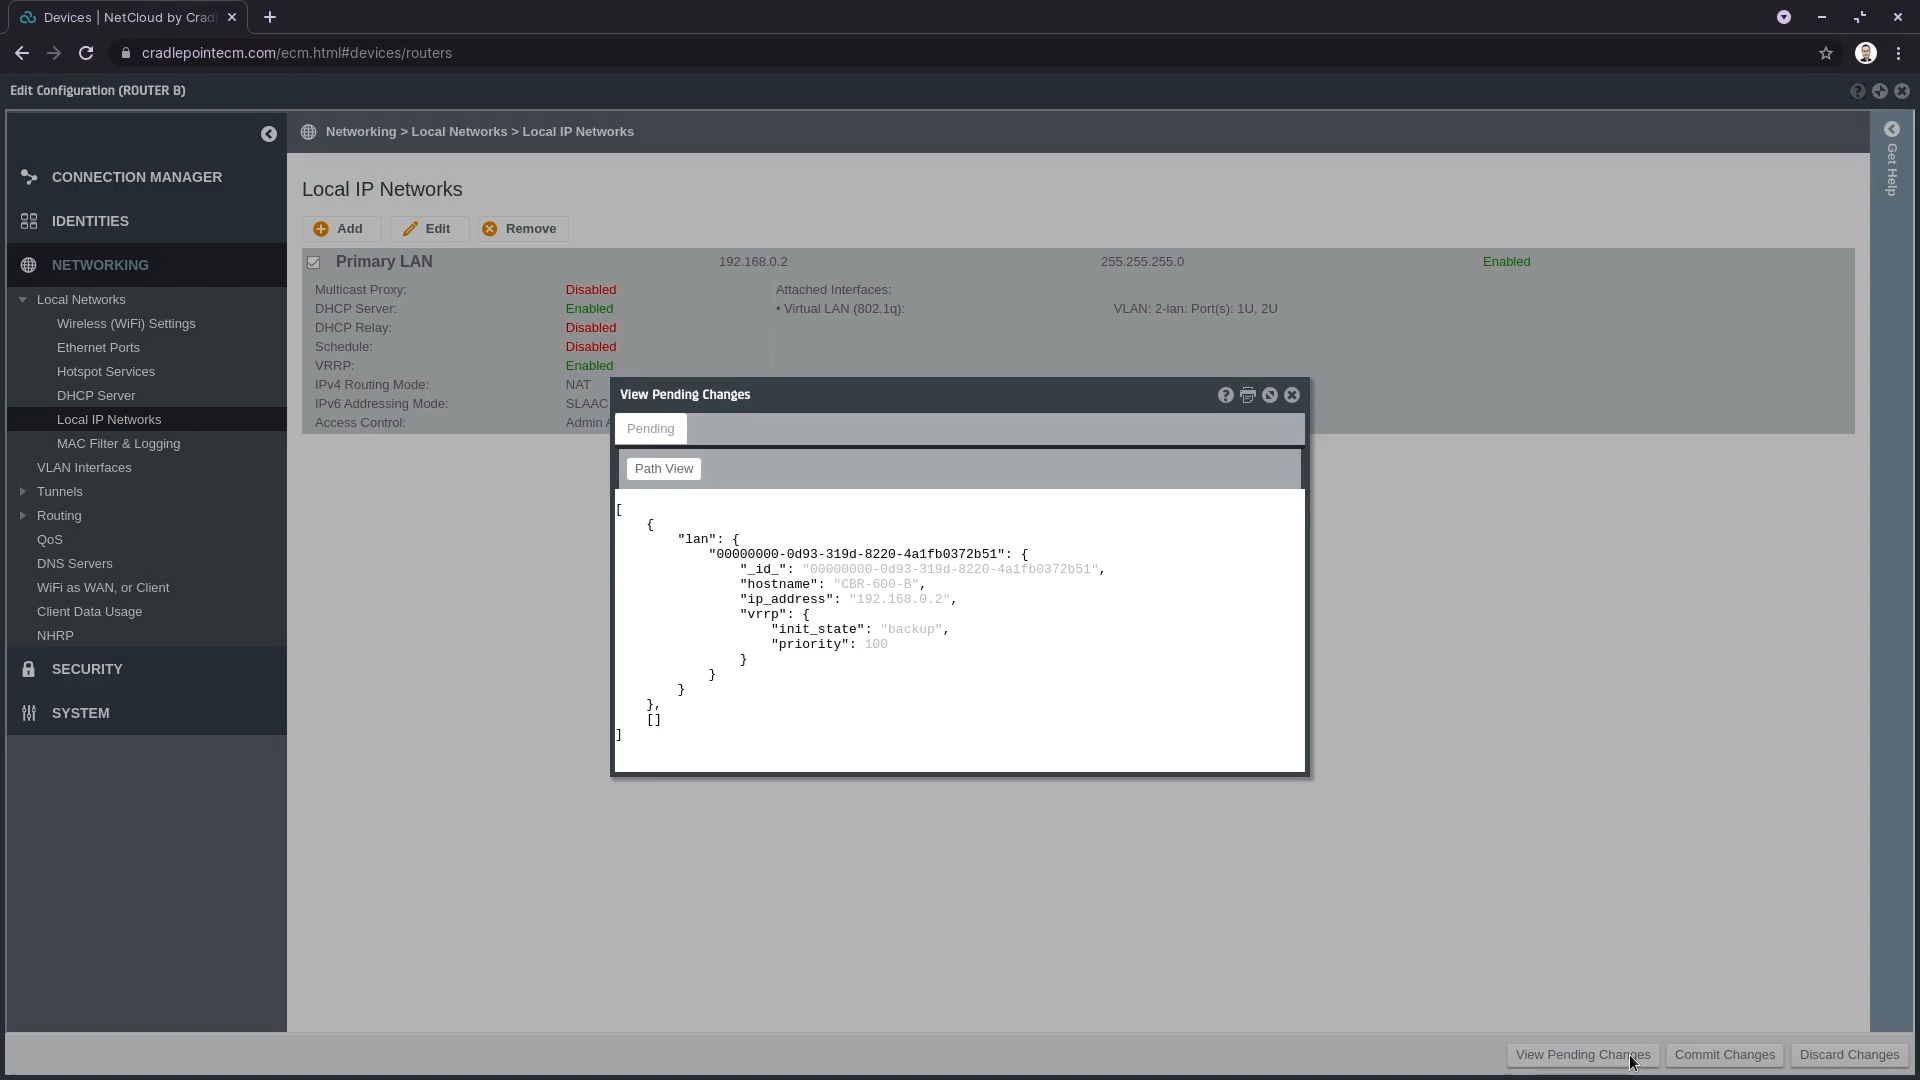 Devices | NetCloud by Crad
cradlepointecm.com/ecm.html#devices/routers
Edit Configuration (ROUTER B)
CONNECTION MANAGER
IDENTITIES
NETWORKING
Local Networks
Wireless (WiFi) Settings
Ethernet Ports
Hotspot Services
DHCP Server
Local IP Networks
MAC Filter & Logging
VLAN Interfaces
Tunnels
Routing
QoS
DNS Servers
WiFi as WAN, or Client
Client Data Usage
NHRP
SECURITY
SYSTEM
Networking > Local Networks > Local IP Networks
Get Help
Local IP Networks
Add Edit Remove
Primary LAN 192.168.0.2 255.255.255.0 Enabled
Multicast Proxy: Disabled Attached Interfaces:
DHCP Server: Enabled • Virtual LAN (802.1q): VLAN: 2-lan: Port(s): 1U, 2U
DHCP Relay: Disabled
Schedule: Disabled
VRRP: Enabled
IPv4 Routing Mode: NAT
IPv6 Addressing Mode: SLAAC
Access Control: Admin A
View Pending Changes
Pending
Path View
[
    {
        "lan": {
            "00000000-0d93-319d-8220-4a1fb0372b51": {
                "_id_": "00000000-0d93-319d-8220-4a1fb0372b51",
                "hostname": "CBR-600-B",
                "ip_address": "192.168.0.2",
                "vrrp": {
                    "init_state": "backup",
                    "priority": 100
                }
            }
        }
    },
    []
]
View Pending Changes Commit Changes Discard Changes